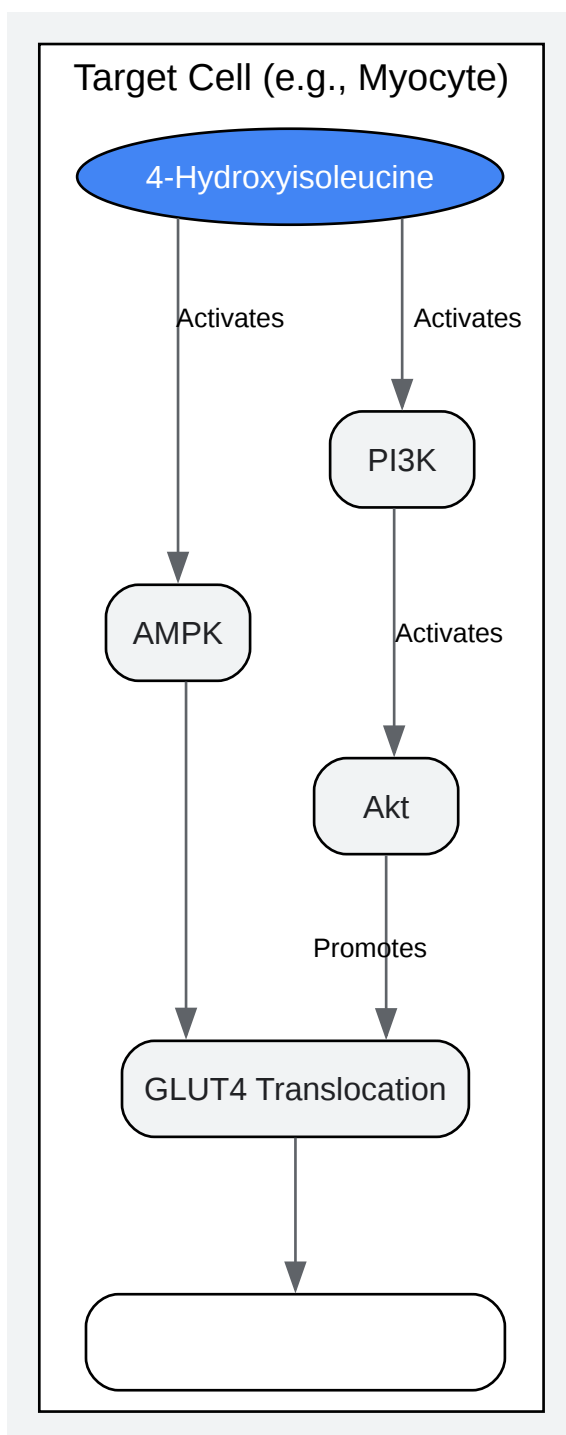 Target Cell (e.g., Myocyte)
4-Hydroxyisoleucine
Activates
Activates
PI3K
AMPK
Activates
Akt
Promotes
GLUT4 Translocation